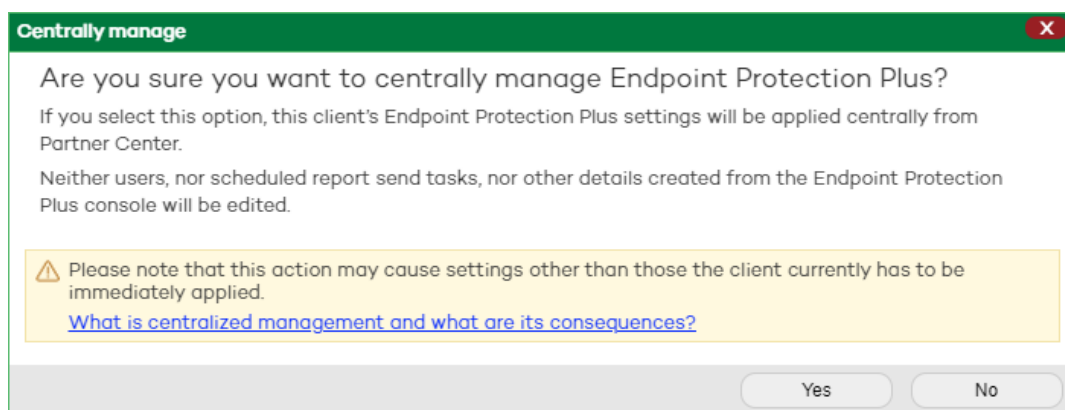 Centrally manage
X
Are you sure you want to centrally manage Endpoint Protection Plus?
If you select this option, this client's Endpoint Protection Plus settings will be applied centrally from
Partner Center.
Neither users, nor scheduled report send tasks, nor other details created from the Endpoint Protection
Plus console will be edited.
Please note that this action may cause settings other than those the client currently has to be
immediately applied.
What is centralized management and what are its consequences?
Yes
No